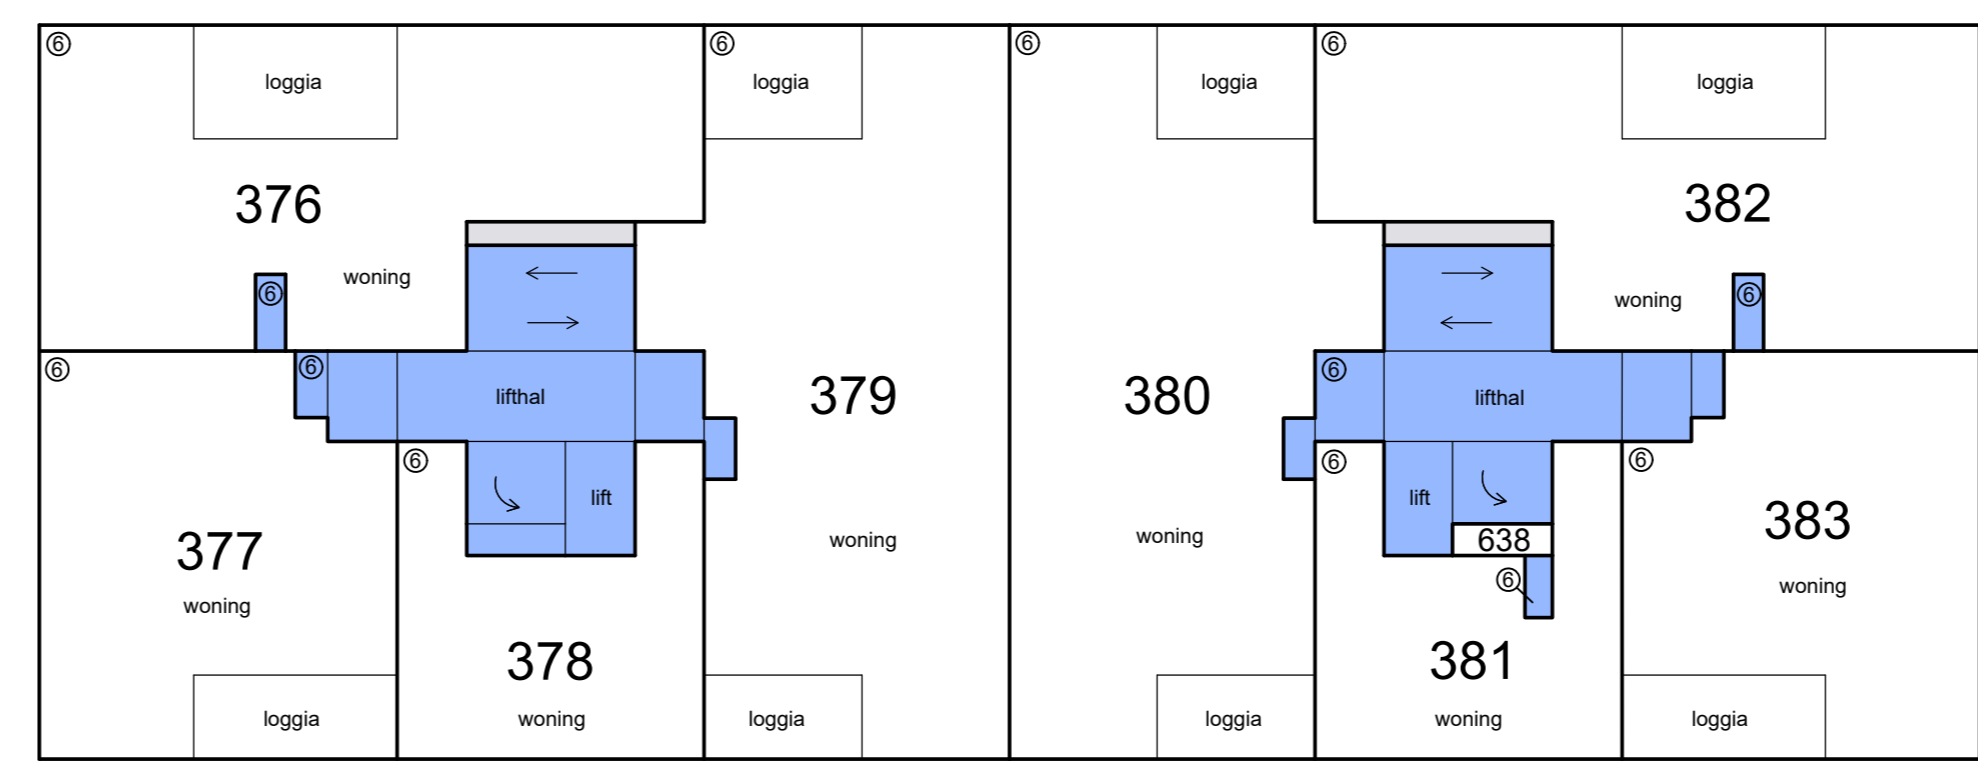 ⑥ ⑥ ⑥ ⑥
loggia loggia loggia loggia
376 382
woning woning
⑥ ⑥
⑥ ⑥ ⑥
lifthal 379 380 lifthal
⑥ ⑥ ⑥
lift lift
377 383
woning woning 638
⑥
woning woning
378 381
loggia woning loggia loggia woning loggia